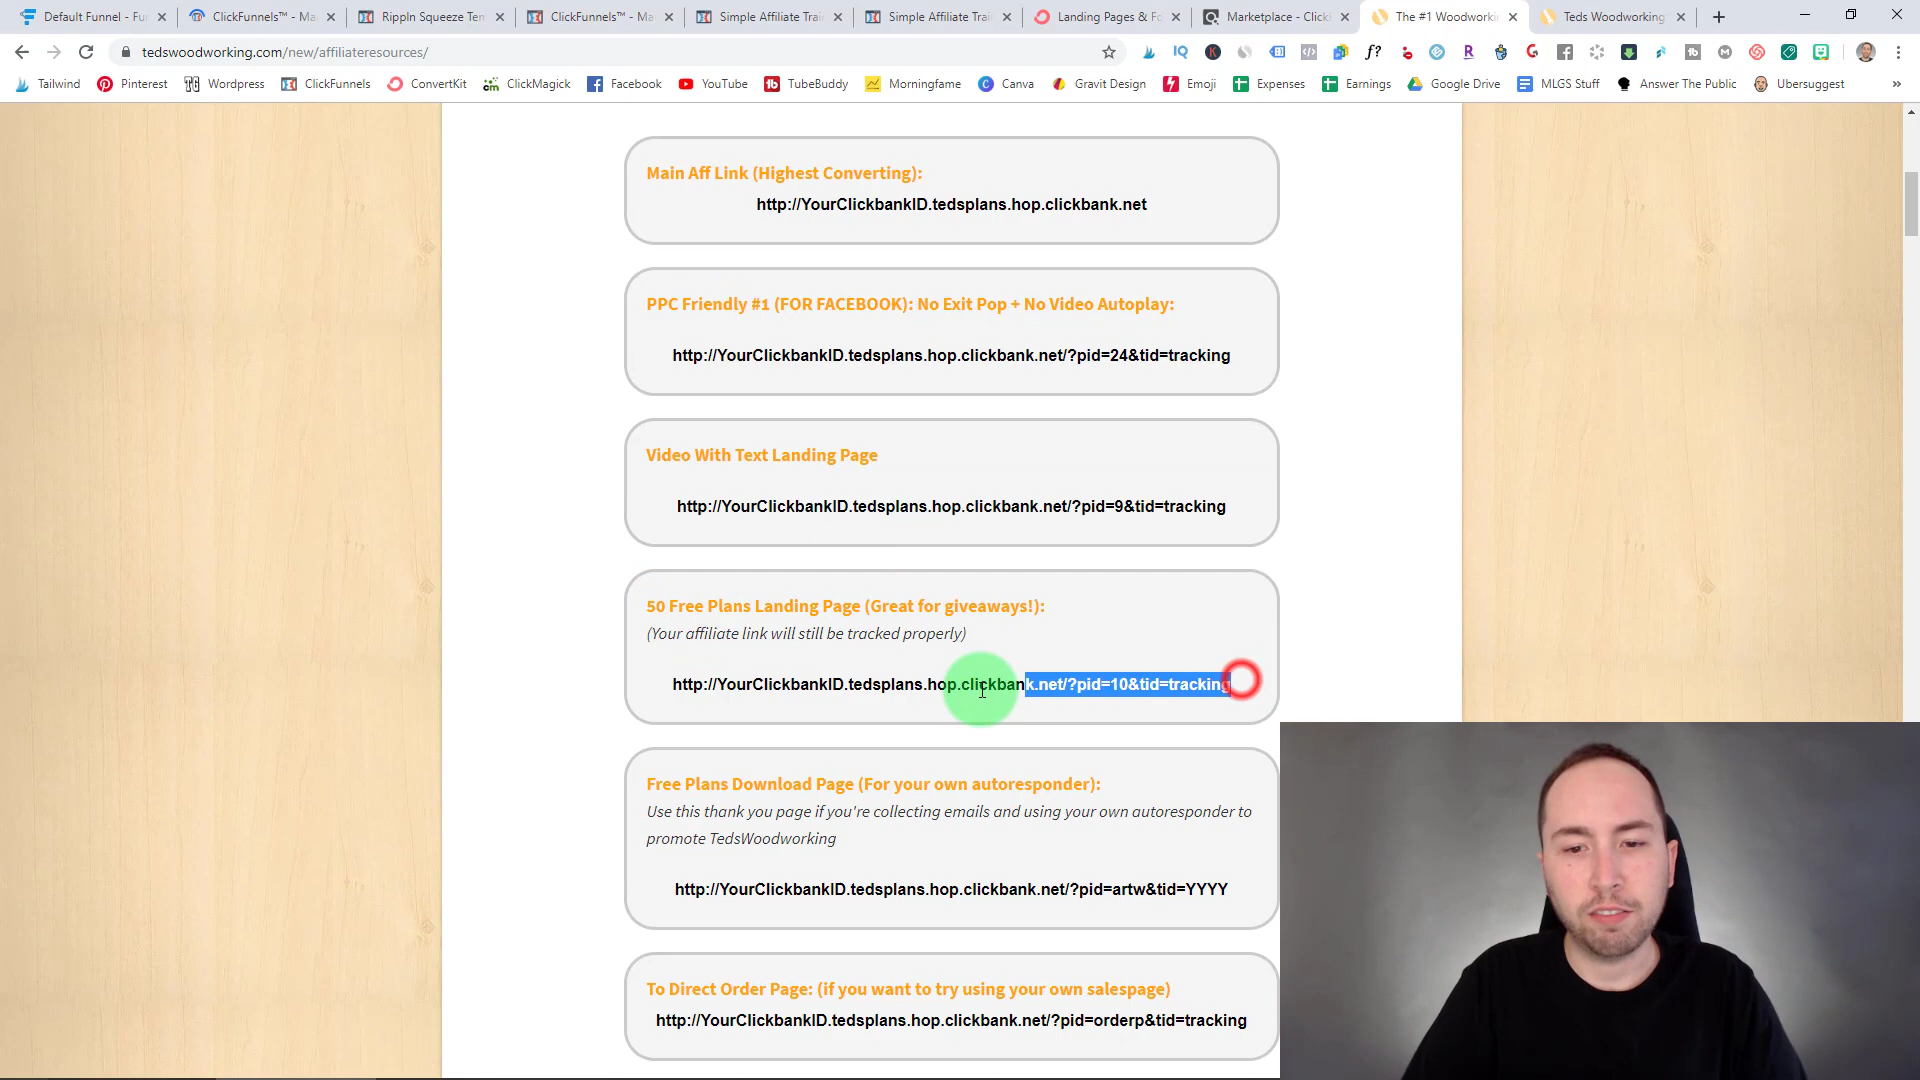 Default Funnel - Fun
ClickFunnels™ - Ma
RippIn Squeeze Tem
ClickFunnels™ - Ma
Simple Affiliate Trai
Simple Affiliate Trai
Landing Pages & Fo
Marketplace - Click
The #1 Woodworkin
Teds Woodworking
tedswoodworking.com/new/affiliateresources/
Tailwind
Pinterest
Wordpress
ClickFunnels
ConvertKit
ClickMagick
Facebook
YouTube
TubeBuddy
Morningfame
Canva
Gravit Design
Emoji
Expenses
Earnings
Google Drive
MLGS Stuff
Answer The Public
Ubersuggest
Main Aff Link (Highest Converting):
http://YourClickbankID.tedsplans.hop.clickbank.net
PPC Friendly #1 (FOR FACEBOOK): No Exit Pop + No Video Autoplay:
http://YourClickbankID.tedsplans.hop.clickbank.net/?pid=24&tid=tracking
Video With Text Landing Page
http://YourClickbankID.tedsplans.hop.clickbank.net/?pid=9&tid=tracking
50 Free Plans Landing Page (Great for giveaways!):
(Your affiliate link will still be tracked properly)
http://YourClickbankID.tedsplans.hop.clickbank.net/?pid=10&tid=tracking
Free Plans Download Page (For your own autoresponder):
Use this thank you page if you're collecting emails and using your own autoresponder to
promote TedsWoodworking
http://YourClickbankID.tedsplans.hop.clickbank.net/?pid=artw&tid=YYYY
To Direct Order Page: (if you want to try using your own salespage)
http://YourClickbankID.tedsplans.hop.clickbank.net/?pid=orderp&tid=tracking